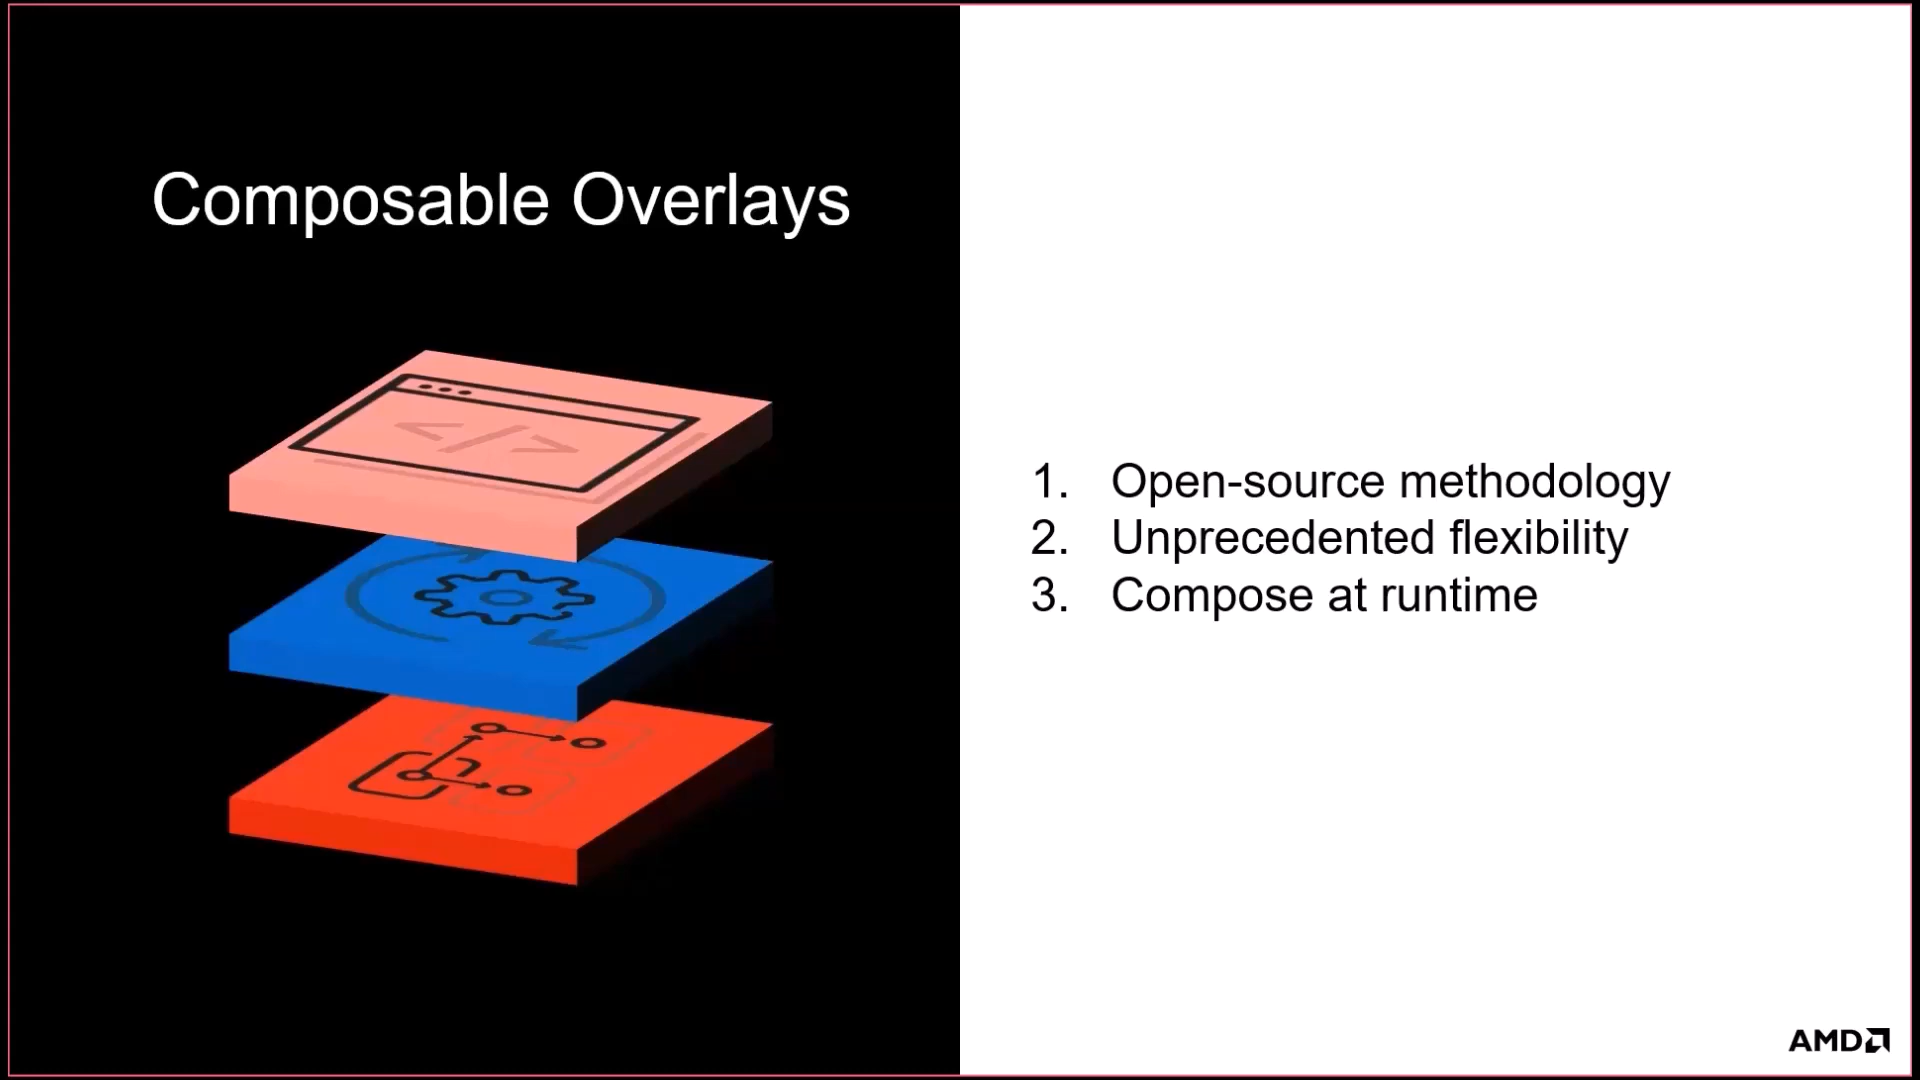 Composable Overlays
</>
1. Open-source methodology
2. Unprecedented flexibility
3. Compose at runtime
AMD